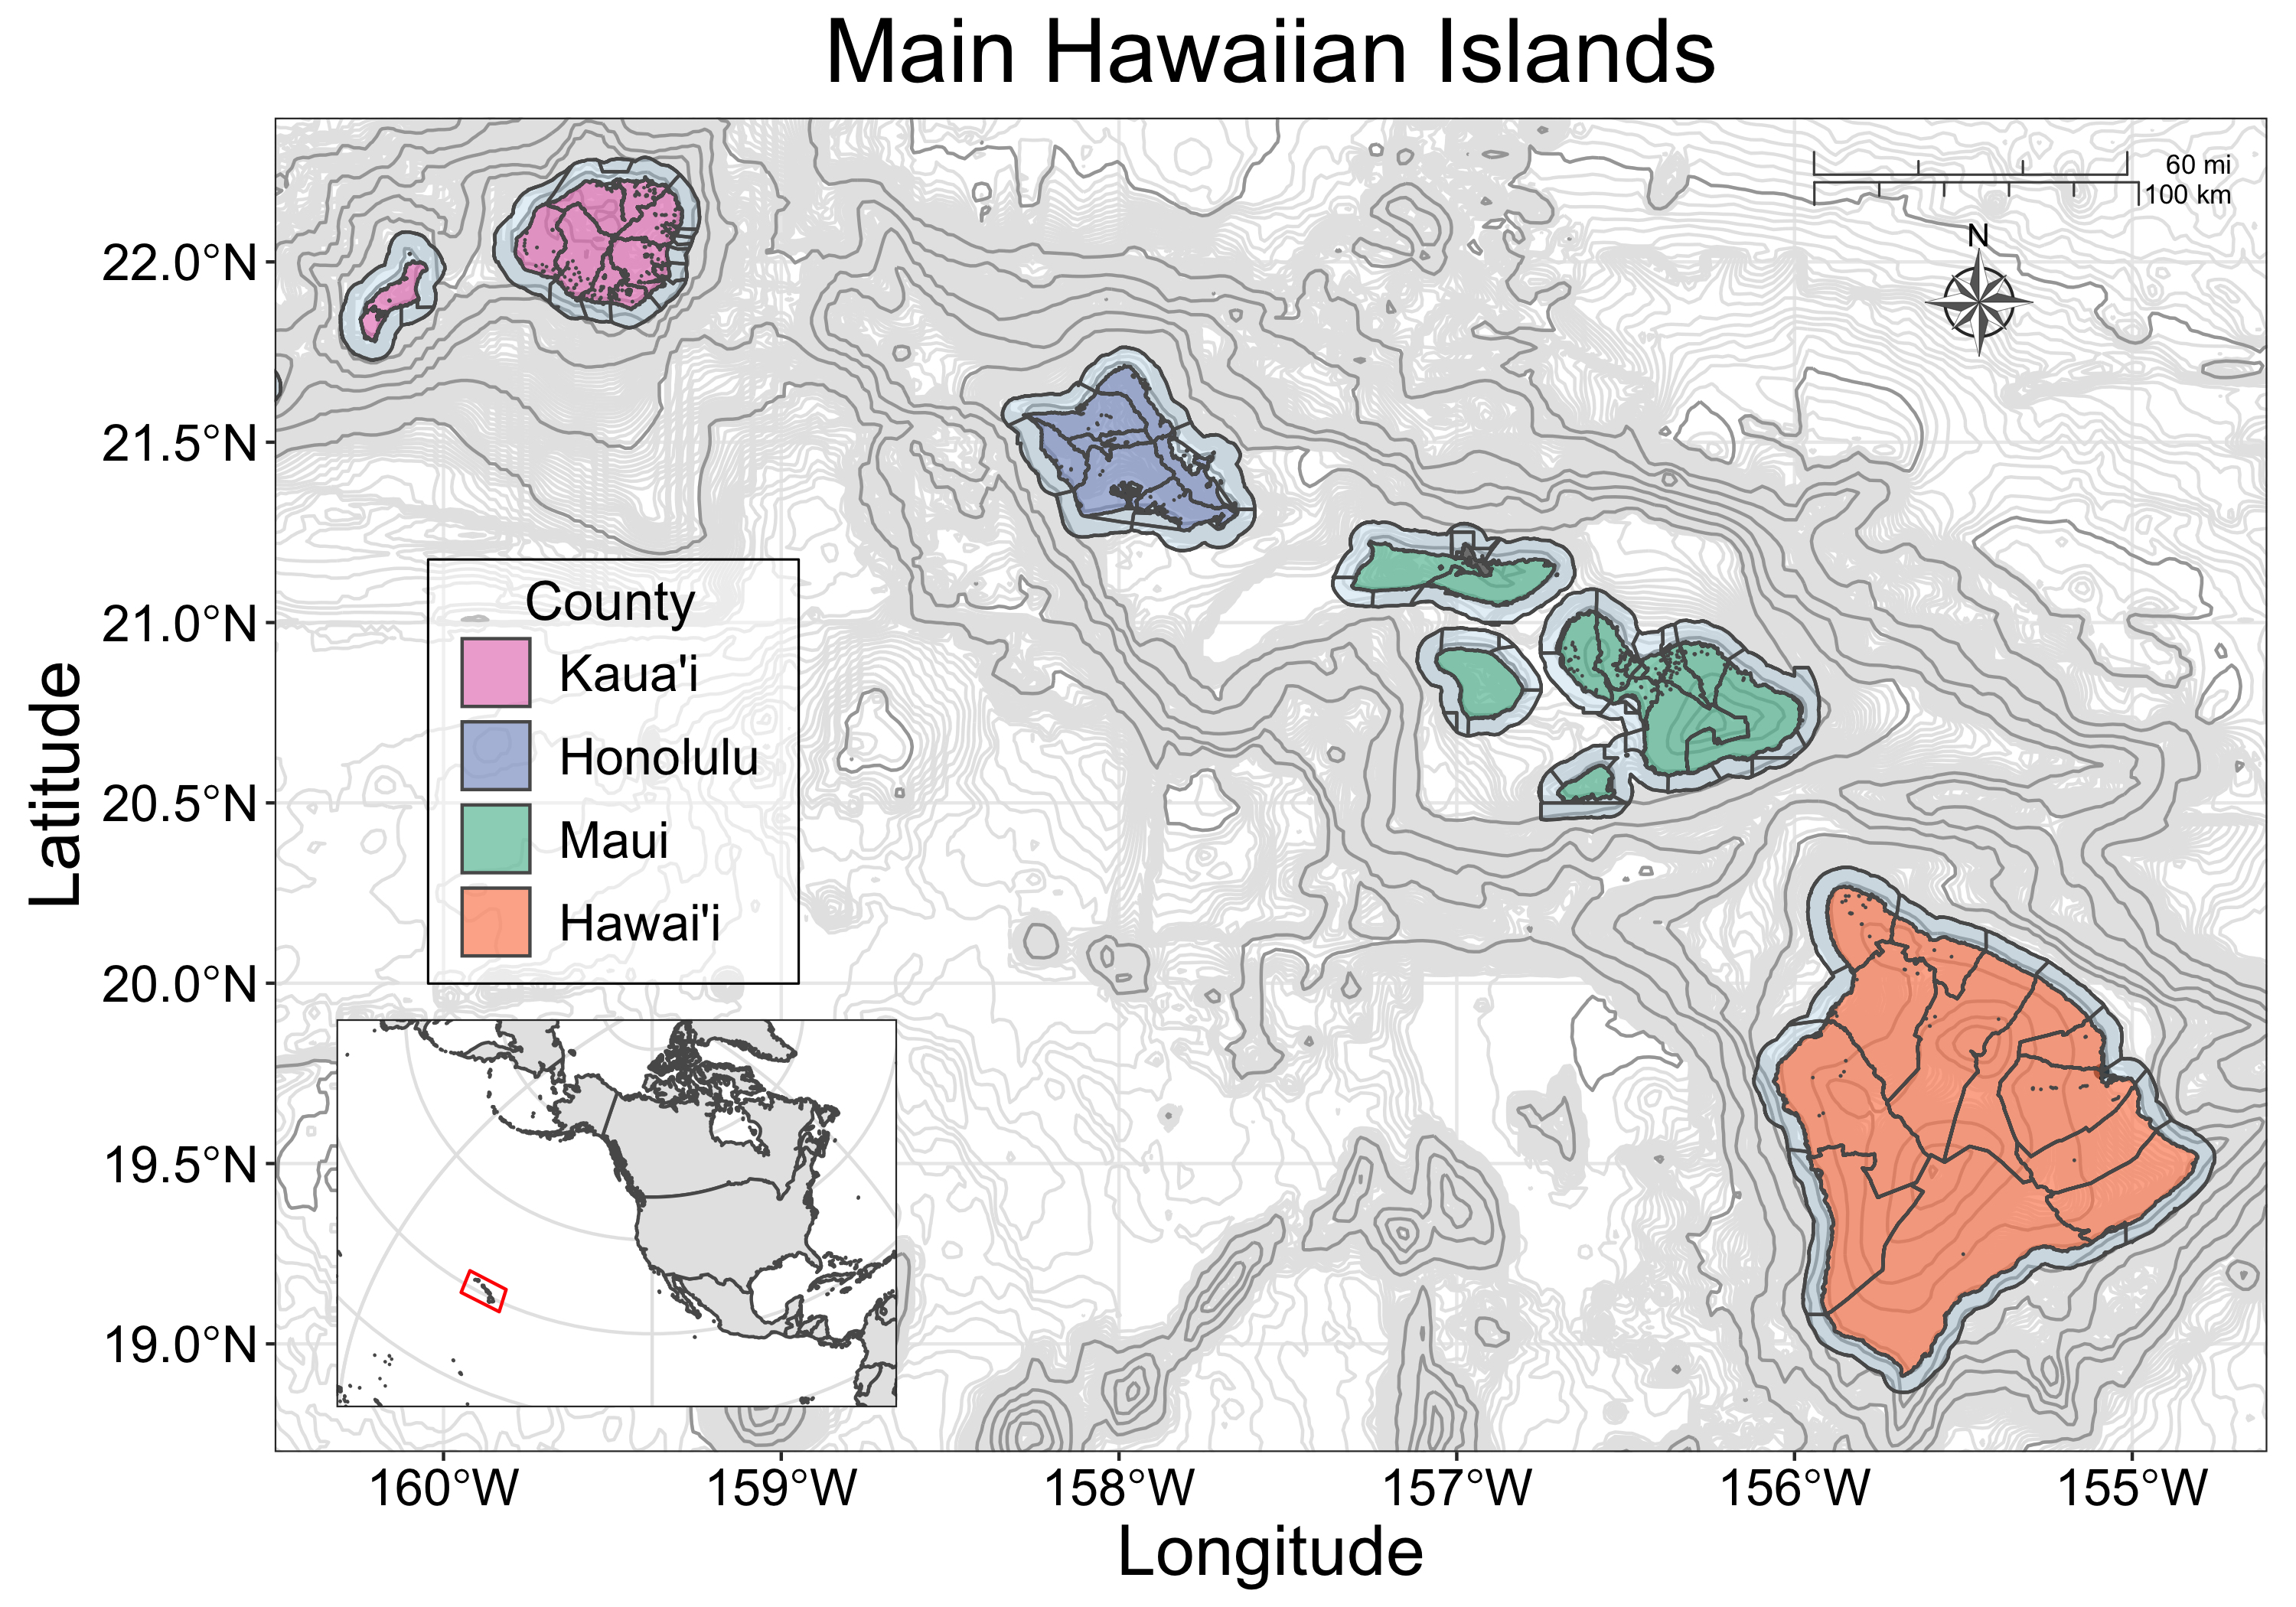 Main Hawaiian Islands
60 mi
100 km
N
22.0°N
21.5°N
21.0°N
20.5°N
20.0°N
19.5°N
19.0°N
Latitude
County
Kaua'i
Honolulu
Maui
Hawai'i
160°W
159°W
158°W
157°W
156°W
155°W
Longitude